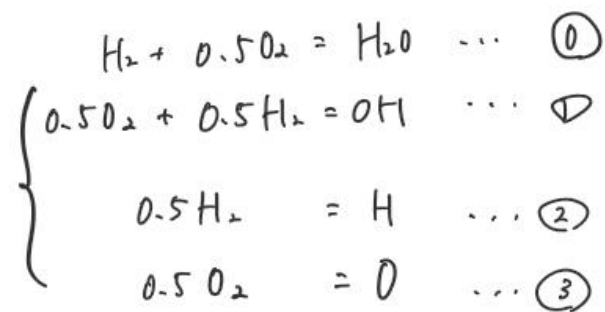 H₂ + 0.5O₂ = H₂O ... ⓪
0.5O₂ + 0.5H₂ = OH ... ①
0.5H₂ = H ... ②
0.5O₂ = O ... ③